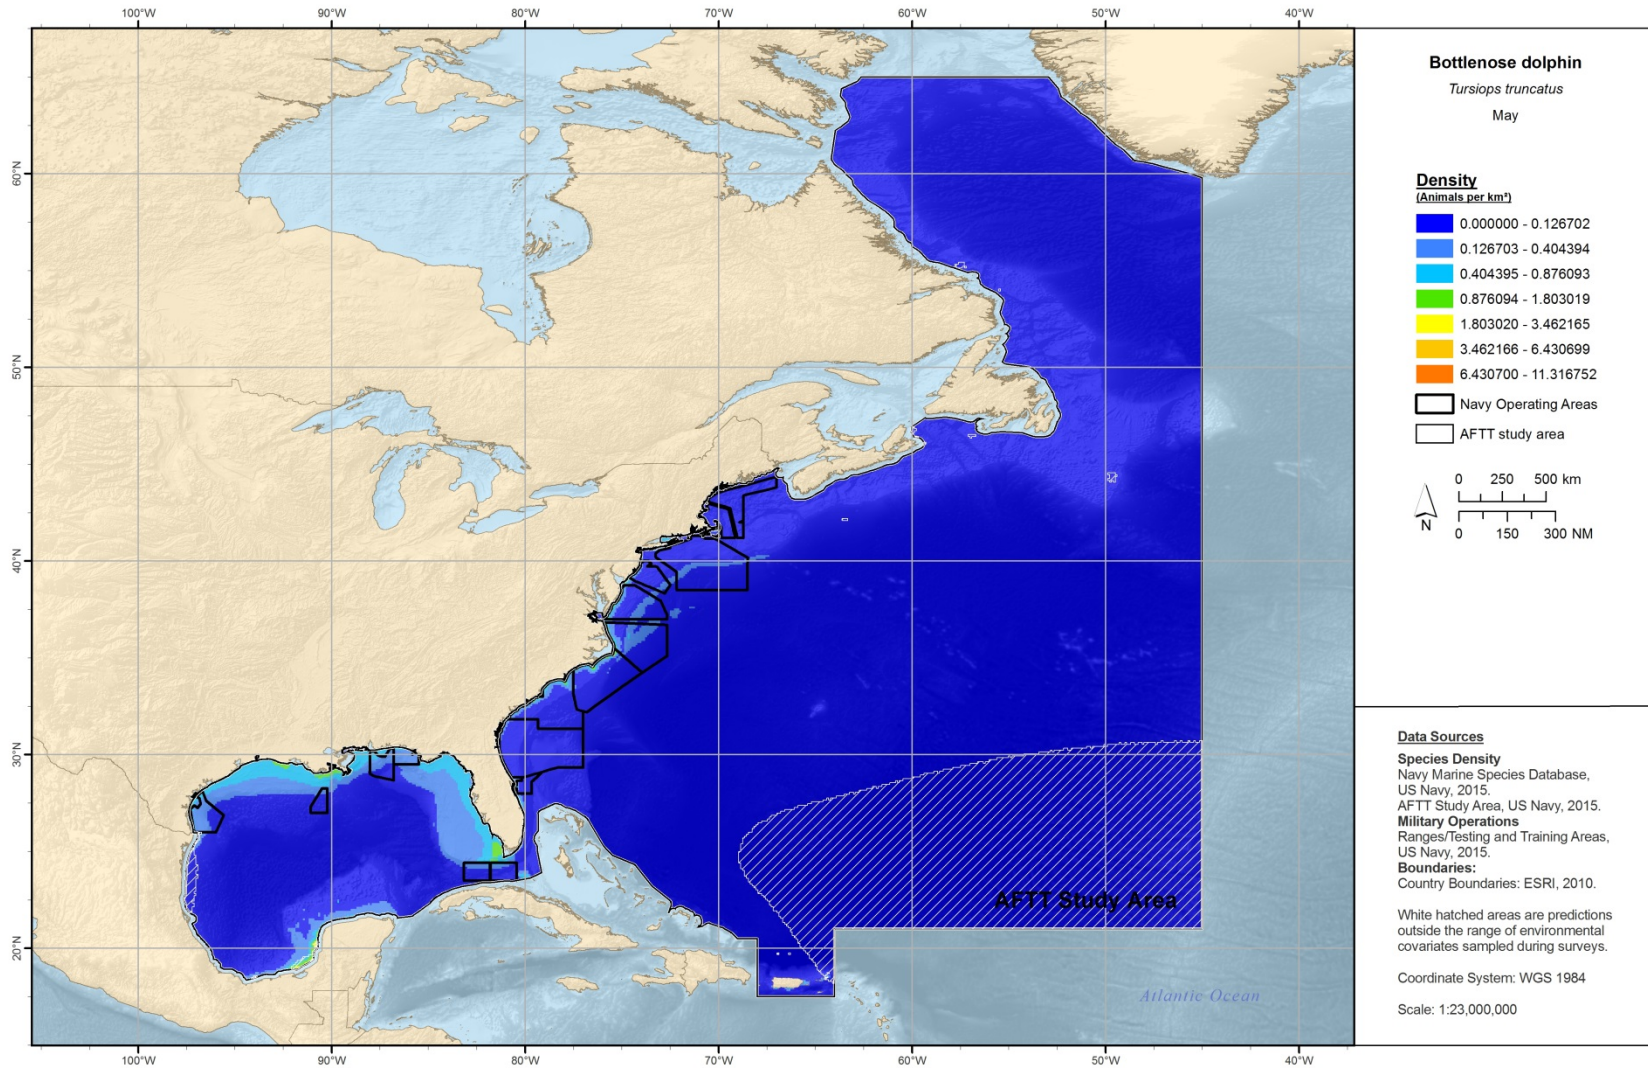 100°W 90°W 80°W 70°W 60°W 50°W 40°W
60°N
50°N
40°N
30°N
20°N
AFTT Study Area
Atlantic Ocean
100°W 90°W 80°W 70°W 60°W 50°W 40°W
Bottlenose dolphin
Tursiops truncatus
May
Density
(Animals per km²)
0.000000 - 0.126702
0.126703 - 0.404394
0.404395 - 0.876093
0.876094 - 1.803019
1.803020 - 3.462165
3.462166 - 6.430699
6.430700 - 11.316752
Navy Operating Areas
AFTT study area
N
0 250 500 km
0 150 300 NM
Data Sources
Species Density
Navy Marine Species Database,
US Navy, 2015.
AFTT Study Area, US Navy, 2015.
Military Operations
Ranges/Testing and Training Areas,
US Navy, 2015.
Boundaries:
Country Boundaries: ESRI, 2010.
White hatched areas are predictions
outside the range of environmental
covariates sampled during surveys.
Coordinate System: WGS 1984
Scale: 1:23,000,000